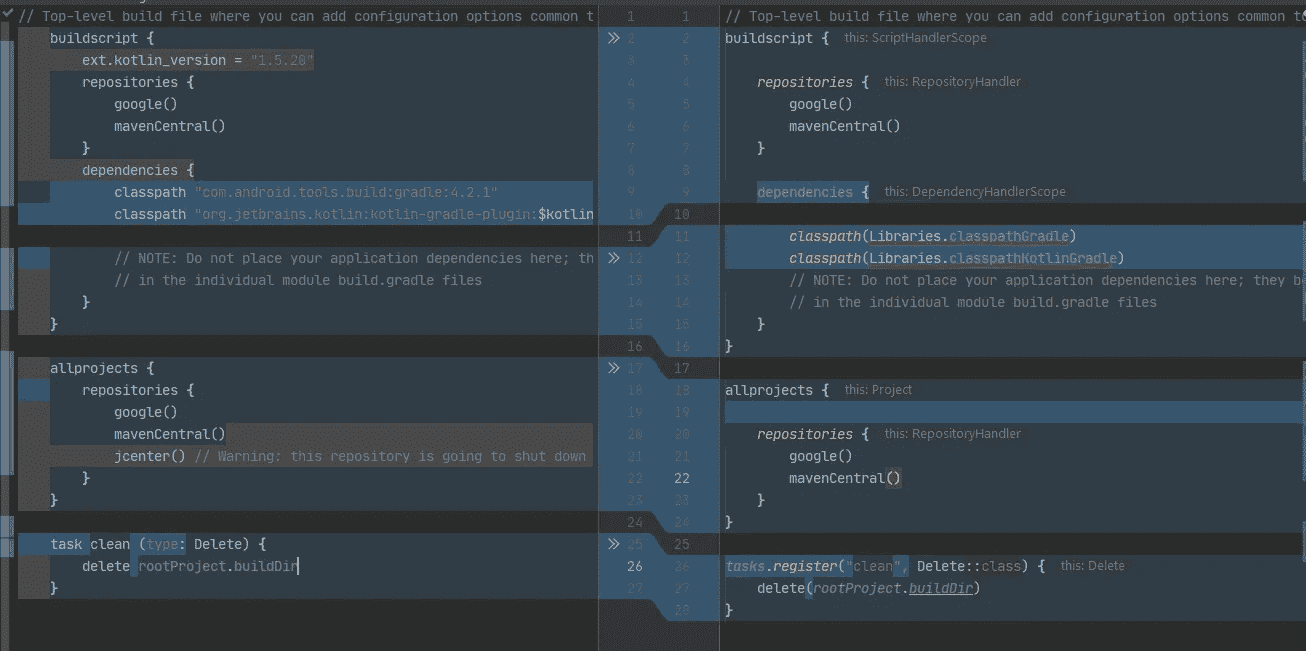 // Top-level build file where you can add configuration options common t
buildscript {
ext.kotlin_version = "1.5.20"
repositories {
google()
mavenCentral()
}
dependencies {
classpath "com.android.tools.build:gradle:4.2.1"
classpath "org.jetbrains.kotlin:kotlin-gradle-plugin:$kotlin
// NOTE: Do not place your application dependencies here; th
// in the individual module build.gradle files
}
}
allprojects {
repositories {
google()
mavenCentral()
jcenter() // Warning: this repository is going to shut down
}
}
task clean (type: Delete) {
delete rootProject.buildDir
}
1 1
2 2
3 3
4 4
5 5
6 6
7 7
8 8
9 9
10 10
11 11
12 12
13 13
14 14
15 15
16 16
17 17
18 18
19 19
20 20
21 21
22 22
23 23
24 24
25 25
26 26
27 27
28
// Top-level build file where you can add configuration options common t
buildscript { this: ScriptHandlerScope
repositories { this: RepositoryHandler
google()
mavenCentral()
}
dependencies { this: DependencyHandlerScope
classpath(Libraries.classpathGradle)
classpath(Libraries.classpathKotlinGradle)
// NOTE: Do not place your application dependencies here; they be
// in the individual module build.gradle files
}
}
allprojects { this: Project
repositories { this: RepositoryHandler
google()
mavenCentral()
}
}
tasks.register("clean", Delete::class) { this: Delete
delete(rootProject.buildDir)
}